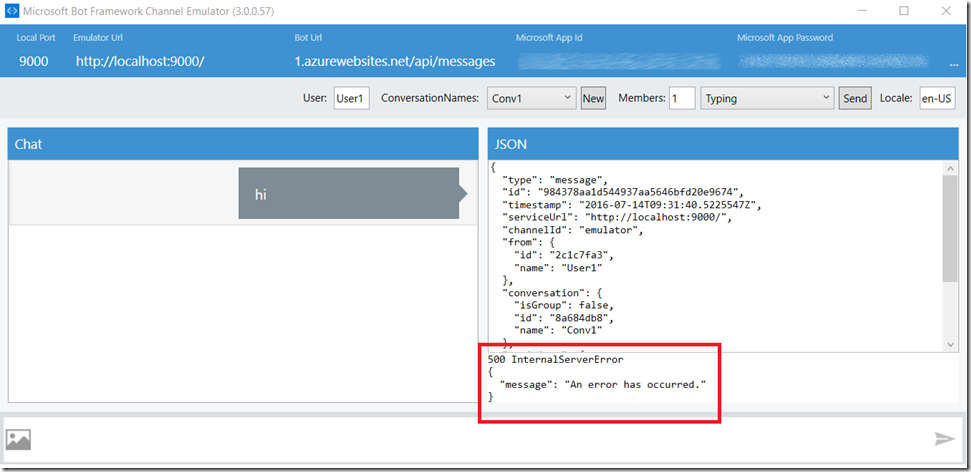 Microsoft Bot Framework Channel Emulator (3.0.0.57)
Local Port Emulator Url Bot Url Microsoft App Id Microsoft App Password
9000 http://localhost:9000/ 1.azurewebsites.net/api/messages ...
User: User1 ConversationNames: Conv1 New Members: 1 Typing Send Locale: en-US
Chat
hi
JSON
{
"type": "message",
"id": "984378aa1d544937aa5646bfd20e9674",
"timestamp": "2016-07-14T09:31:40.5225547Z",
"serviceUrl": "http://localhost:9000/",
"channelId": "emulator",
"from": {
"id": "2c1c7fa3",
"name": "User1"
},
"conversation": {
"isGroup": false,
"id": "8a684db8",
"name": "Conv1"
},
500 InternalServerError
{
"message": "An error has occurred."
}